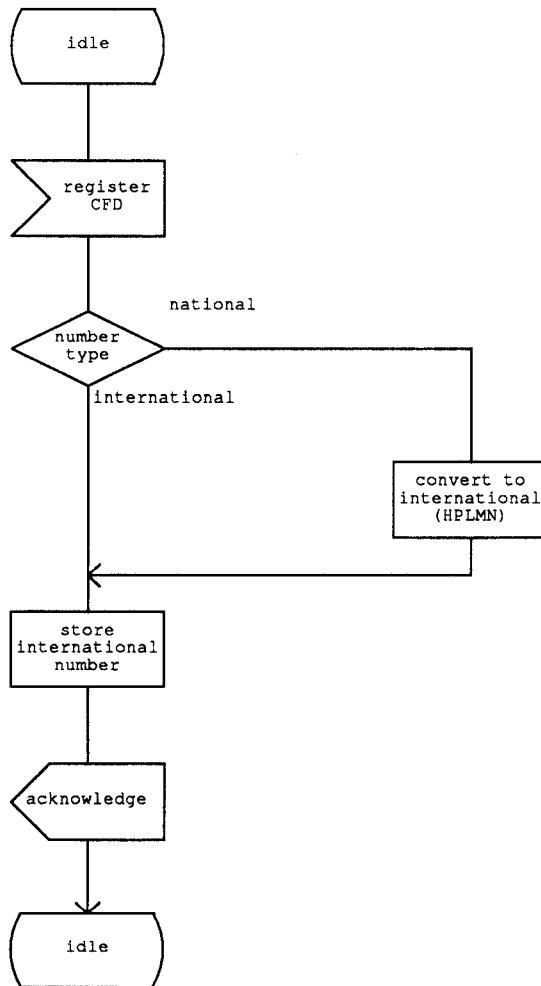 idle
register
CFD
national
number
type
international
convert to
international
(HPLMN)
store
international
number
acknowledge
idle